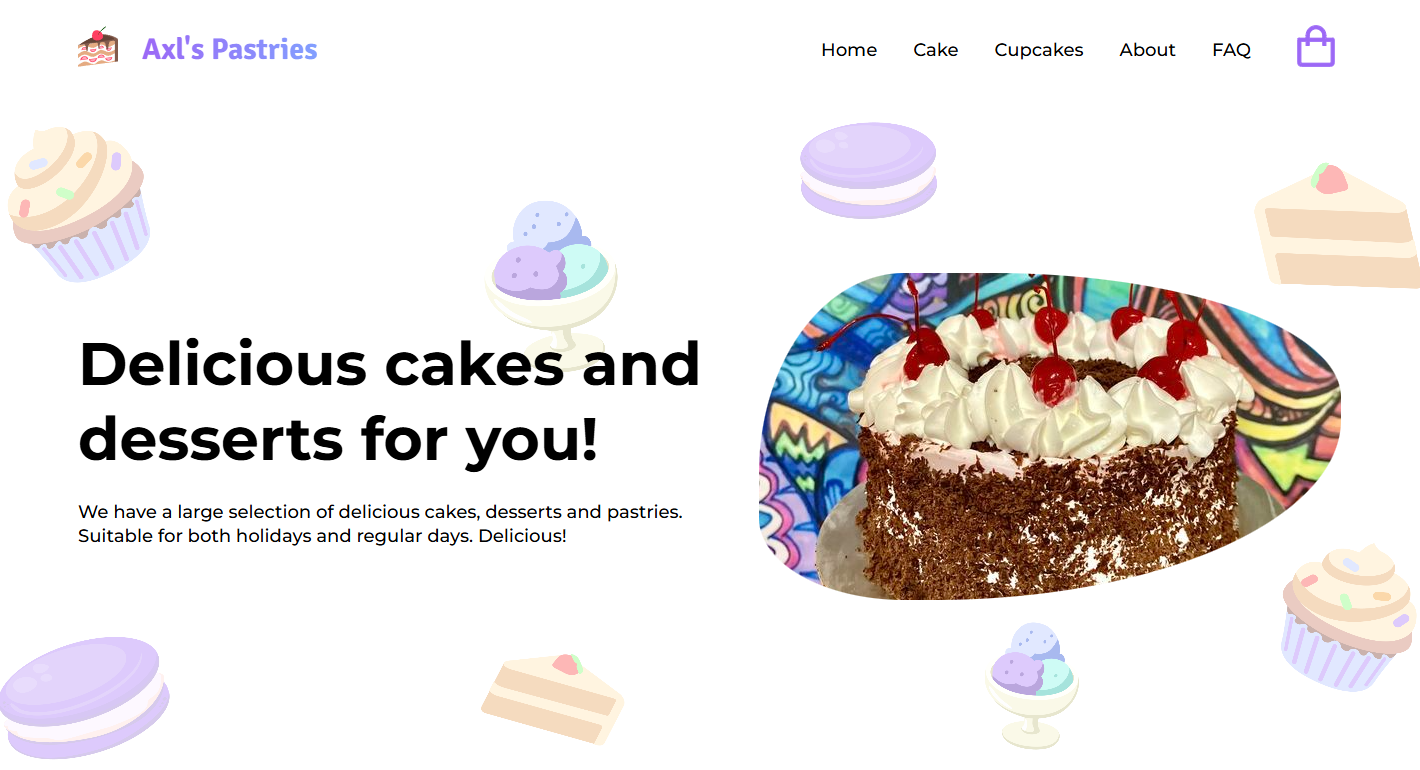 Axl's Pastries
Home Cake Cupcakes About FAQ
Delicious cakes and
desserts for you!
We have a large selection of delicious cakes, desserts and pastries.
Suitable for both holidays and regular days. Delicious!